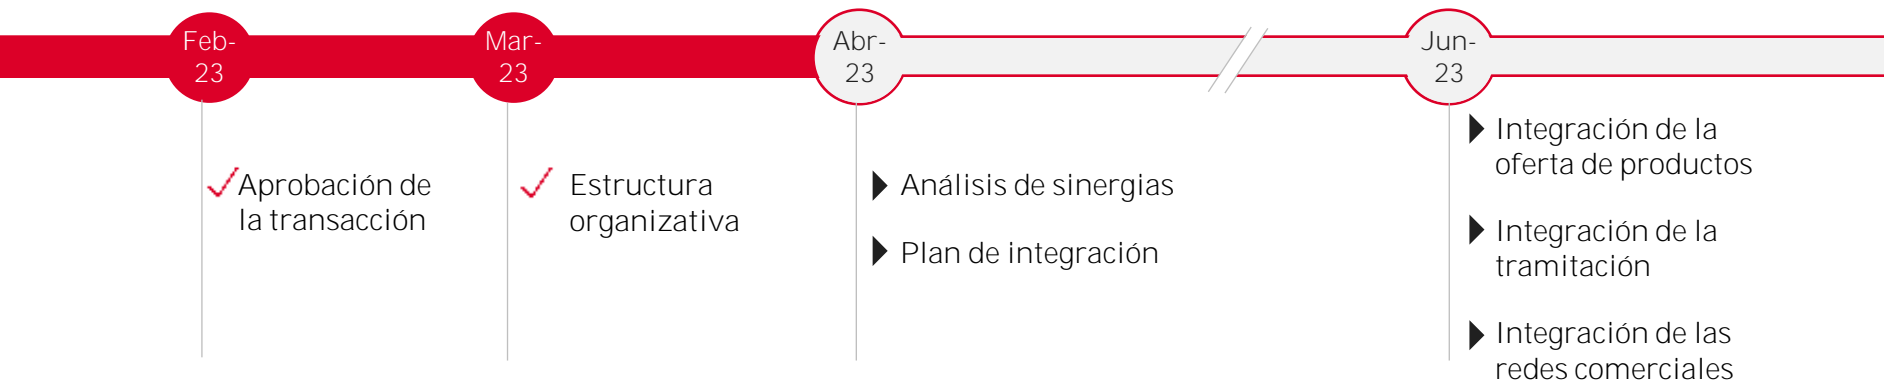 Feb-
23
Mar-
23
Abr-
23
Jun-
23
Aprobación de
la transacción
Estructura
organizativa
Análisis de sinergias
Plan de integración
Integración de la
oferta de productos
Integración de la
tramitación
Integración de las
redes comerciales